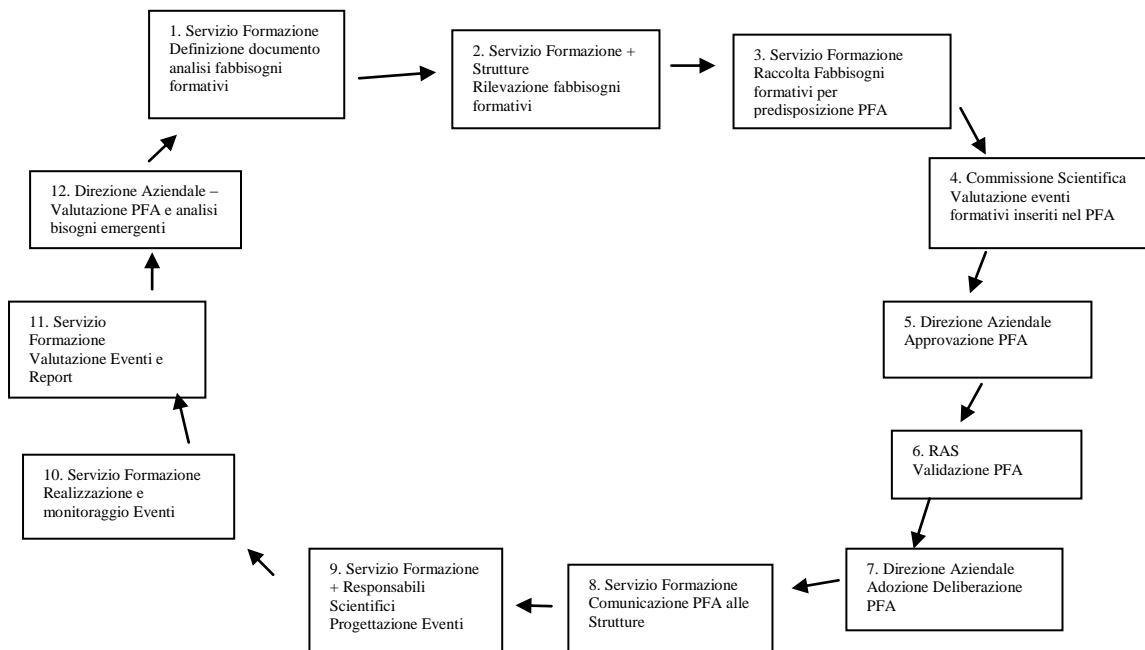 1. Servizio Formazione
Definizione documento
analisi fabbisogni
formativi
2. Servizio Formazione +
Strutture
Rilevazione fabbisogni
formativi
3. Servizio Formazione
Raccolta Fabbisogni
formativi per
predisposizione PFA
4. Commissione Scientifica
Valutazione eventi
formativi inseriti nel PFA
5. Direzione Aziendale
Approvazione PFA
6. RAS
Validazione PFA
7. Direzione Aziendale
Adozione Deliberazione
PFA
8. Servizio Formazione
Comunicazione PFA alle
Strutture
9. Servizio Formazione
+ Responsabili
Scientifici
Progettazione Eventi
10. Servizio Formazione
Realizzazione e
monitoraggio Eventi
11. Servizio
Formazione
Valutazione Eventi e
Report
12. Direzione Aziendale –
Valutazione PFA e analisi
bisogni emergenti